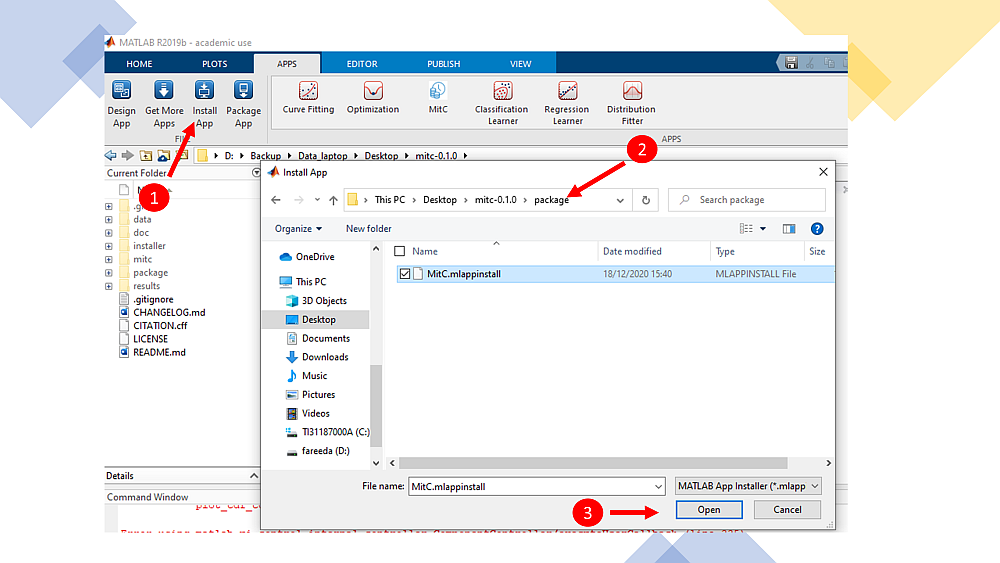 MATLAB R2019b - academic use
HOME PLOTS APPS EDITOR PUBLISH VIEW
Design App
Get More Apps
Install App
Package App
Curve Fitting
Optimization
MitC
Classification Learner
Regression Learner
Distribution Fitter
APPS
D: Backup Data_laptop Desktop mitc-0.1.0
Current Folder
data
doc
installer
mitc
package
results
.gitignore
CHANGELOG.md
CITATION.cff
LICENSE
README.md
Details
Command Window
1
2
Install App
This PC Desktop mitc-0.1.0 package
Search package
Organize New folder
Name Date modified Type Size
MitC.mlappinstall 18/12/2020 15:40 MLAPPINSTALL File
OneDrive
This PC
3D Objects
Desktop
Documents
Downloads
Music
Pictures
Videos
TI31187000A (C:)
fareeda (D:)
File name: MitC.mlappinstall MATLAB App Installer (*.mlapp
3
Open Cancel